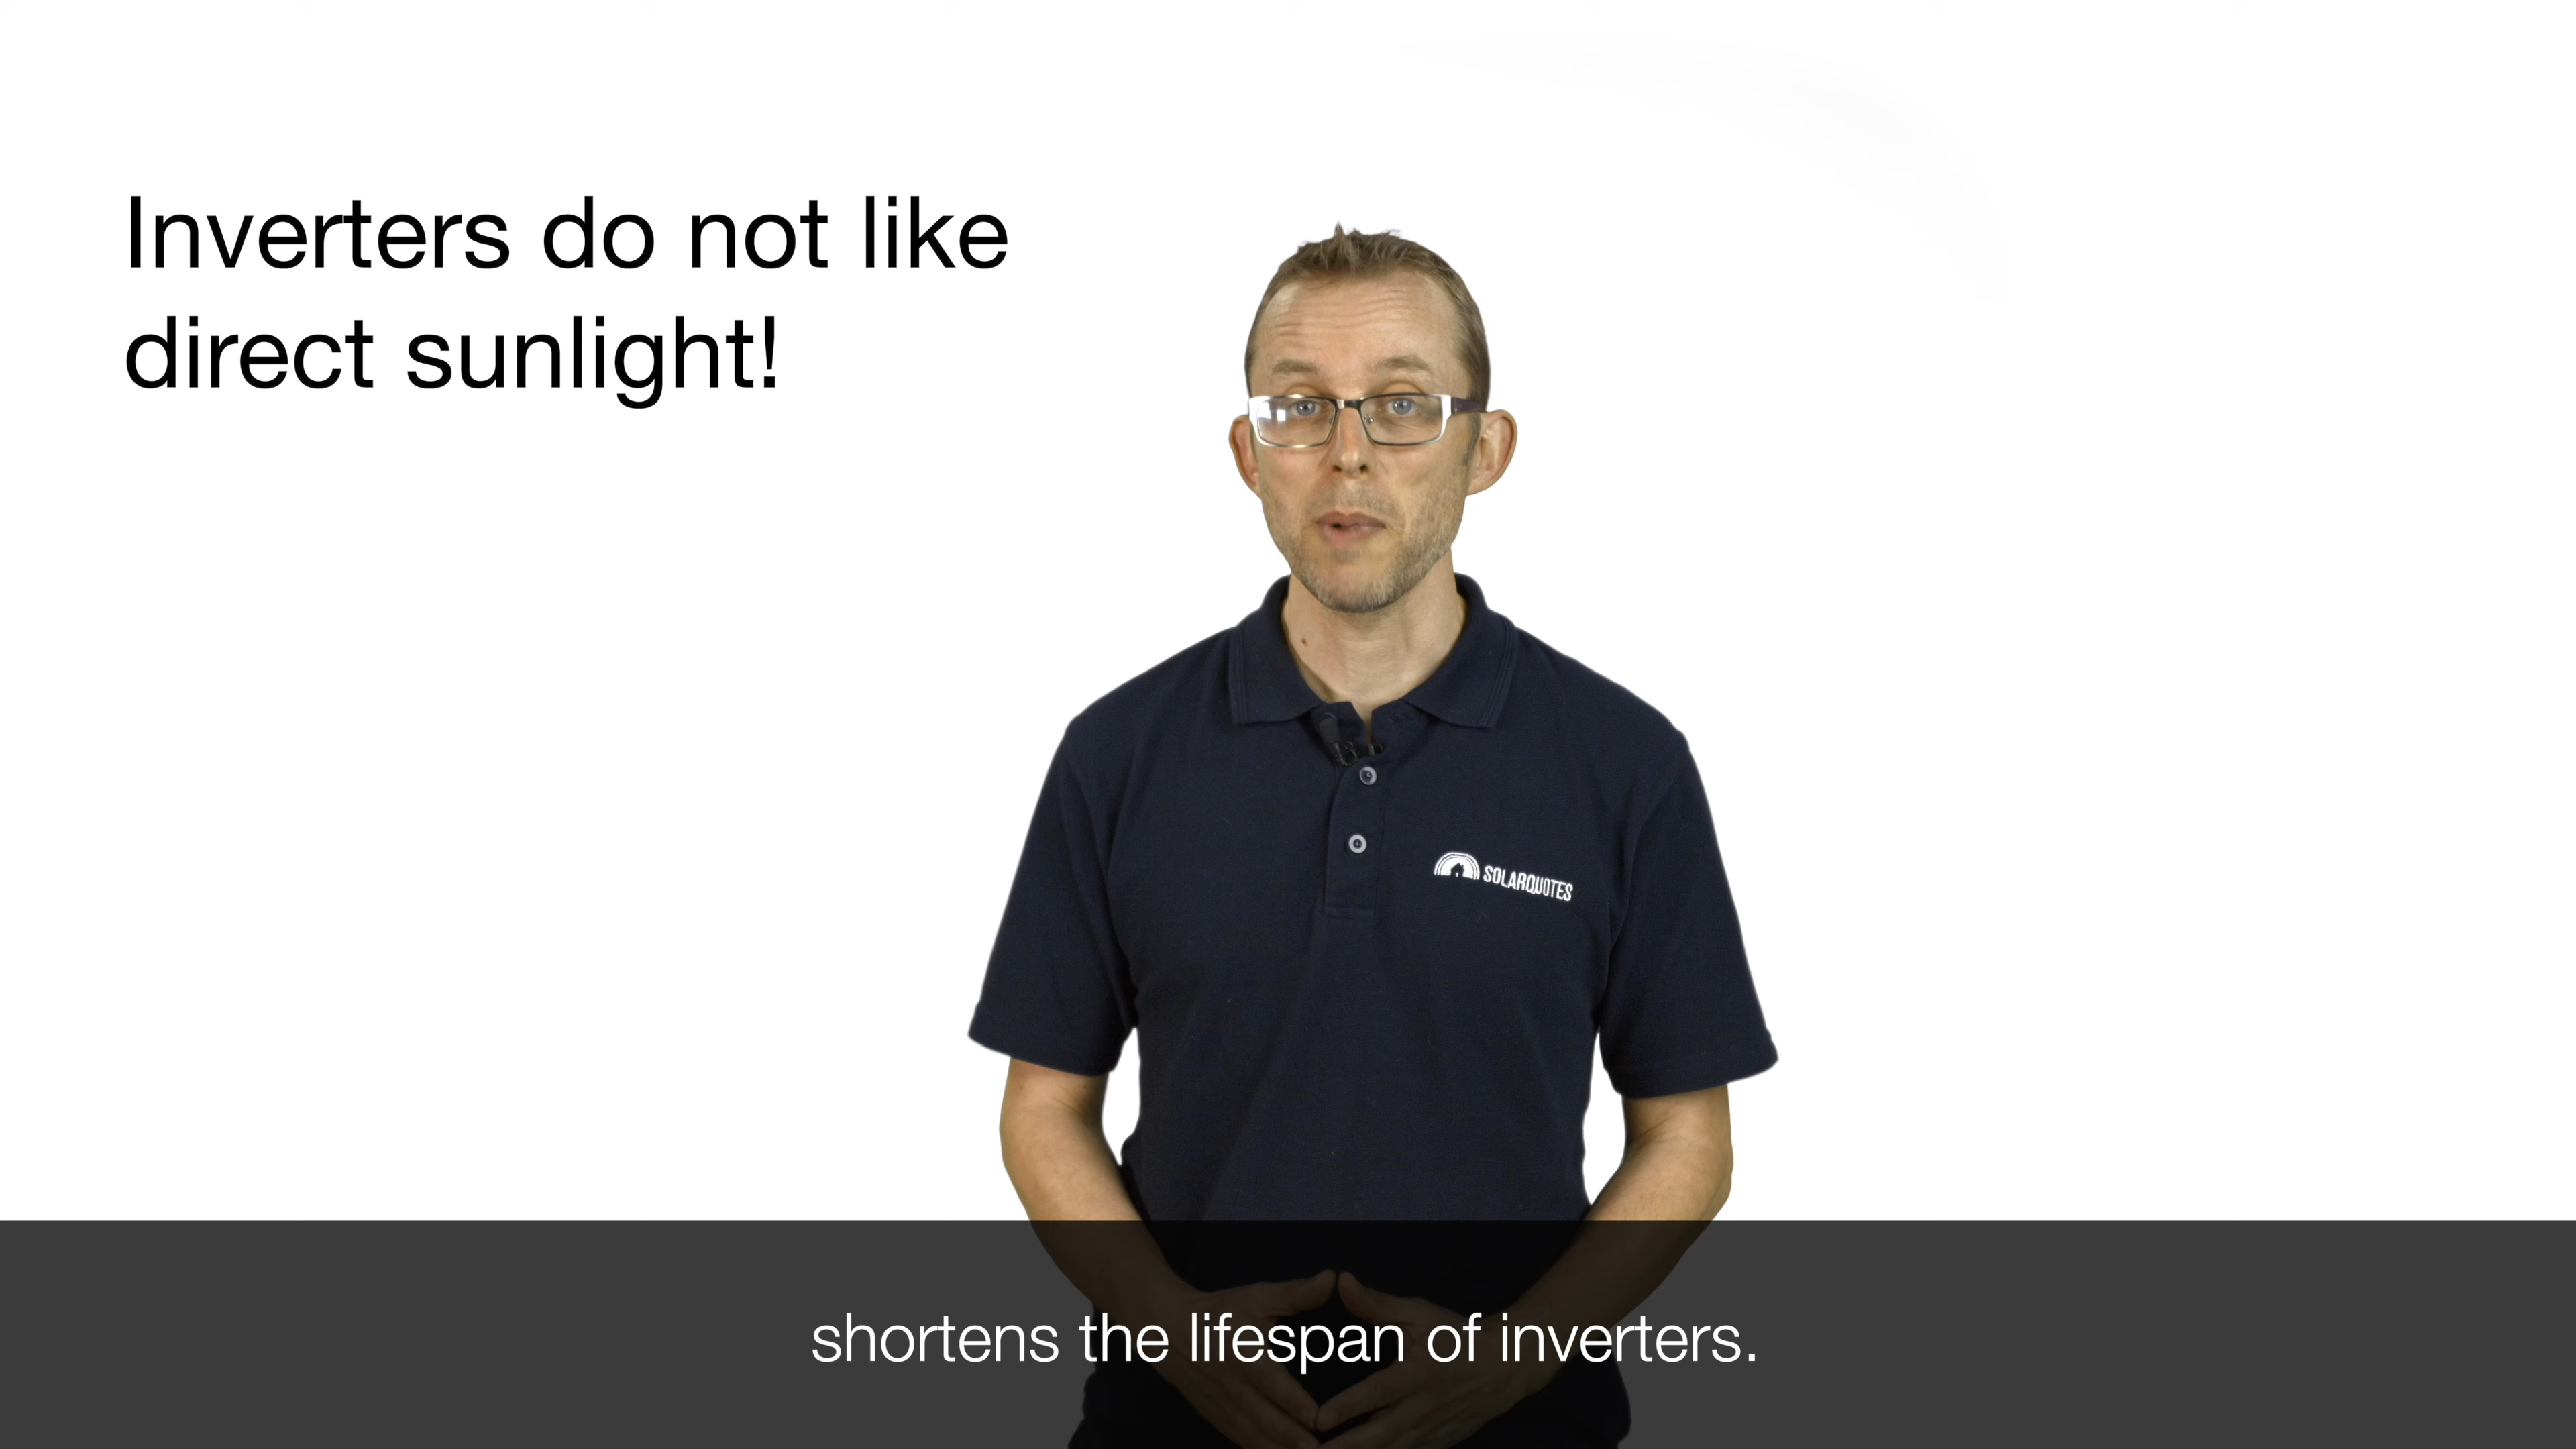 Inverters do not like
direct sunlight!
SOLARQUOTES
shortens the lifespan of inverters.